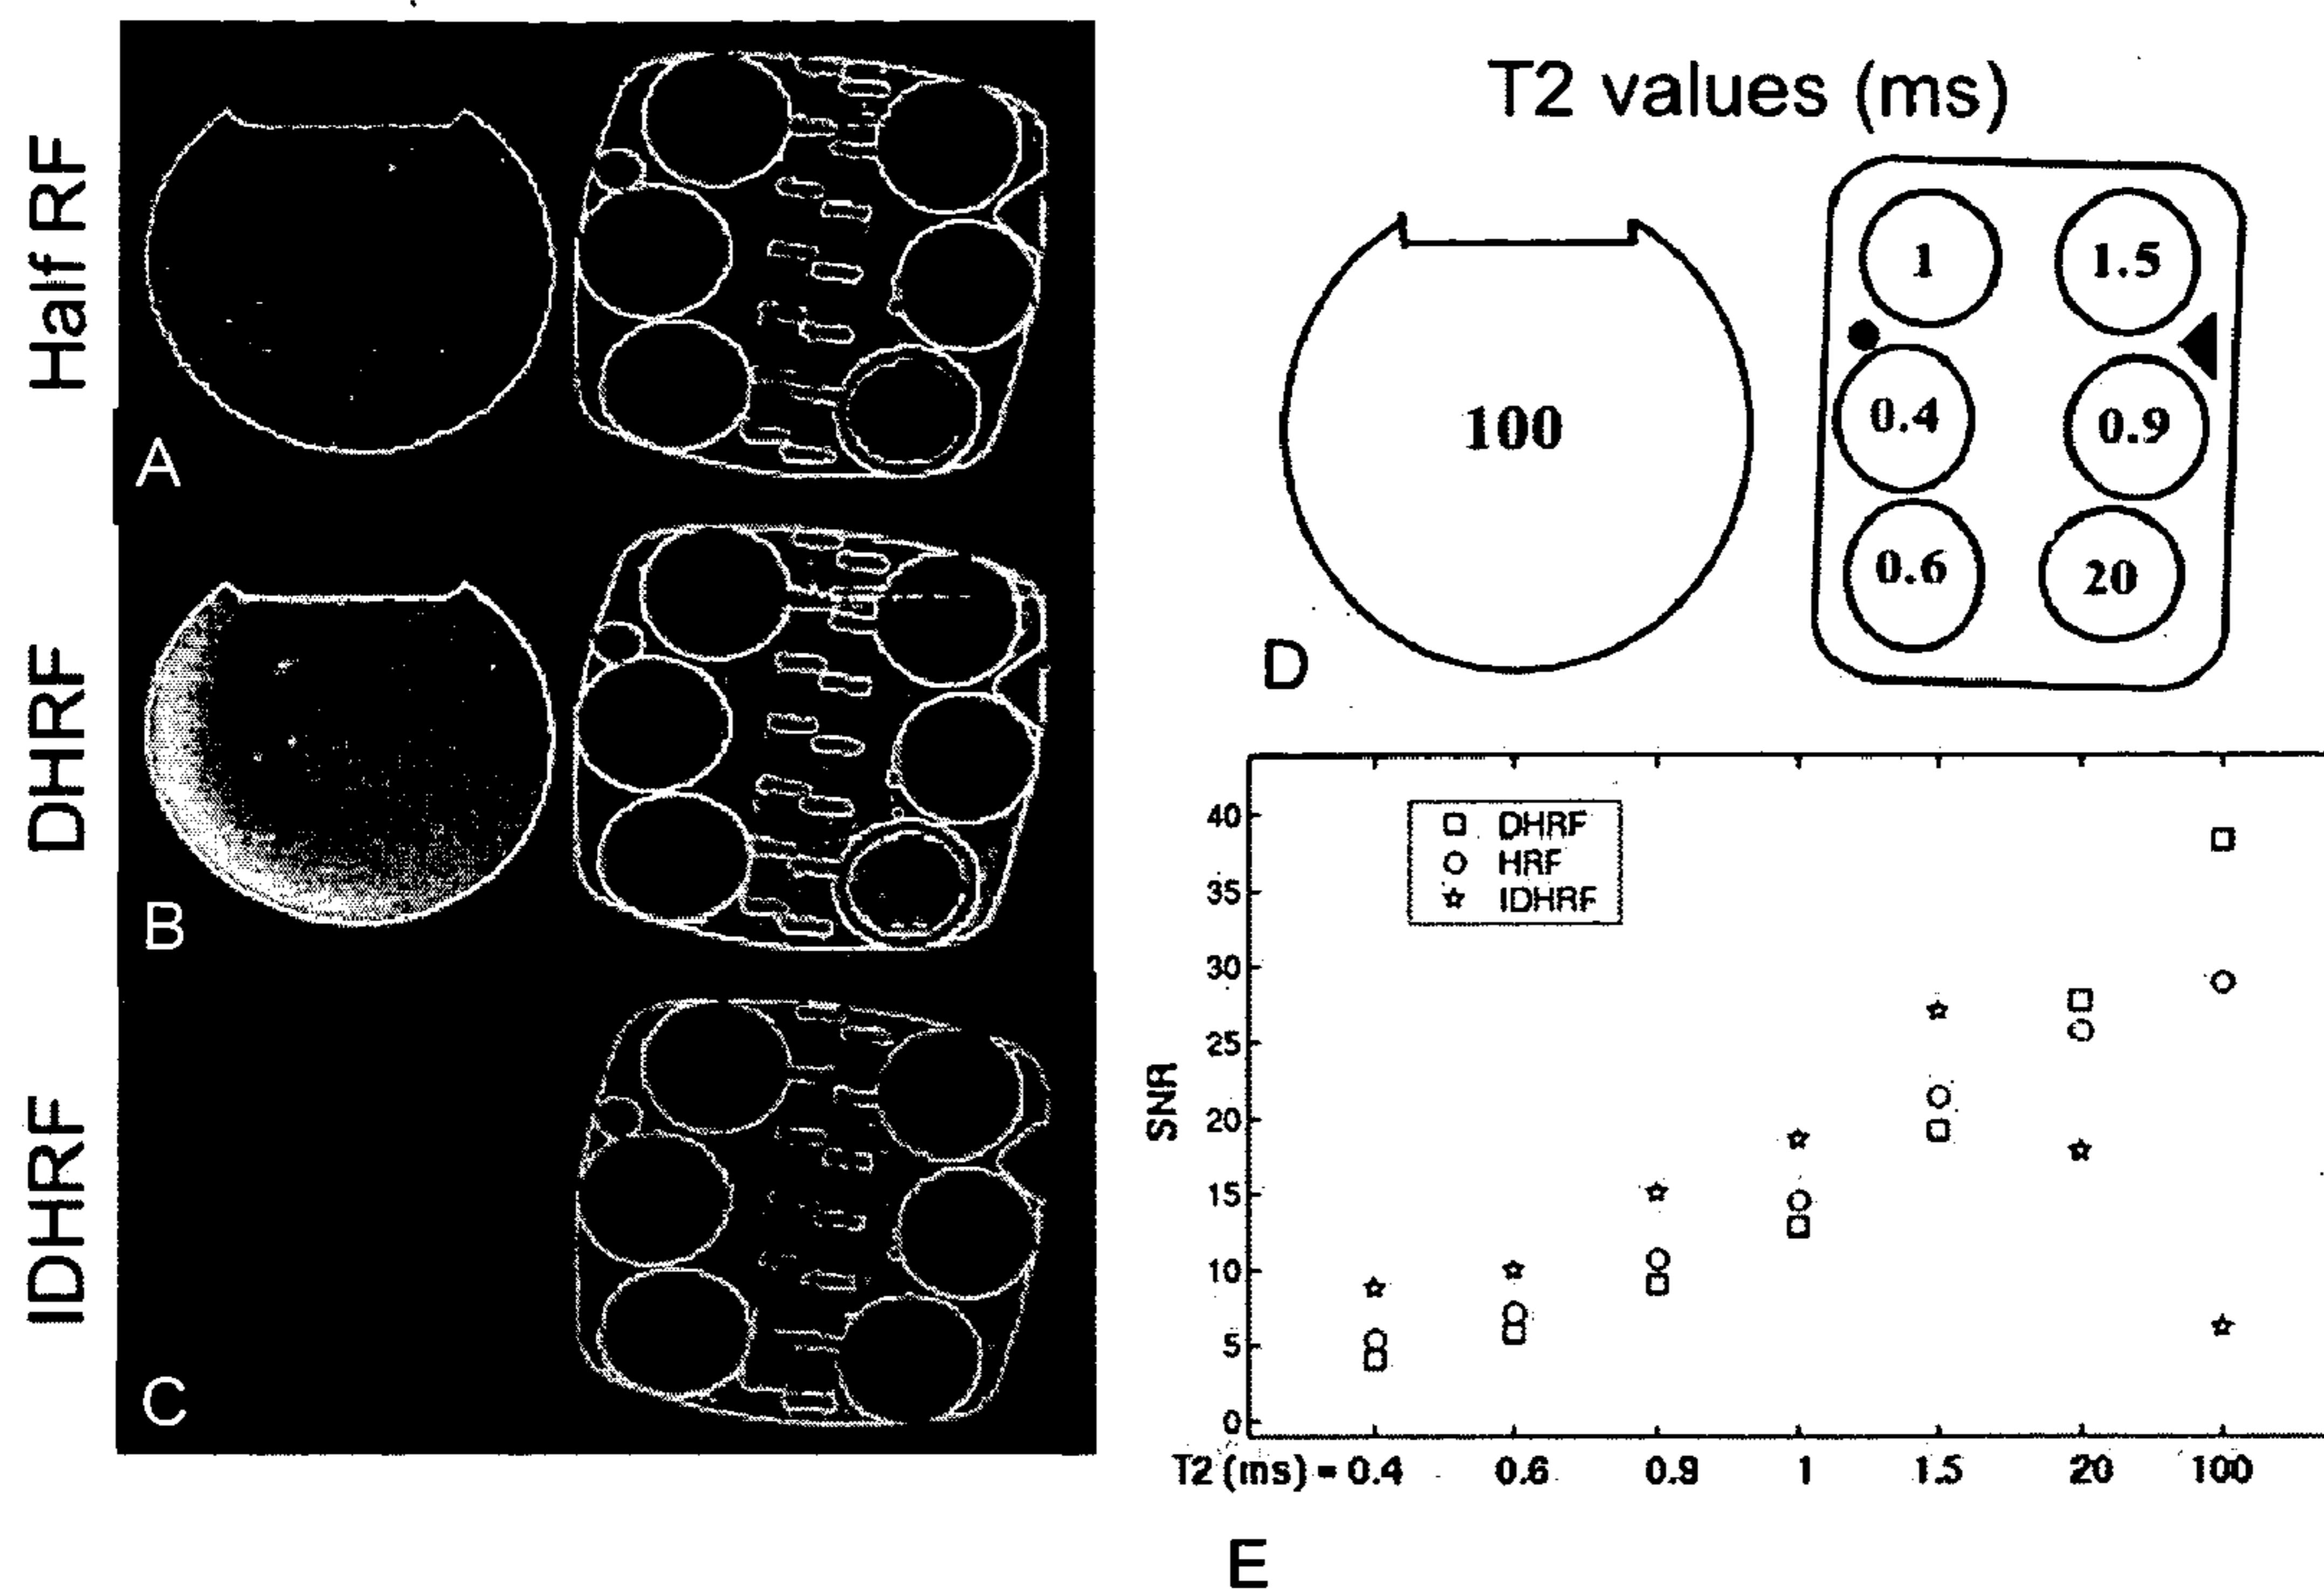 Half RF
A
DHRF
B
IDHRF
C
T2 values (ms)
100
1
1.5
0.4
0.9
0.6
20
D
DHRF
HRF
IDHRF
SNR
40
35
30
25
20
15
10
5
0
T2 (ms) = 0.4 0.6 0.9 1 1.5 20 100
E